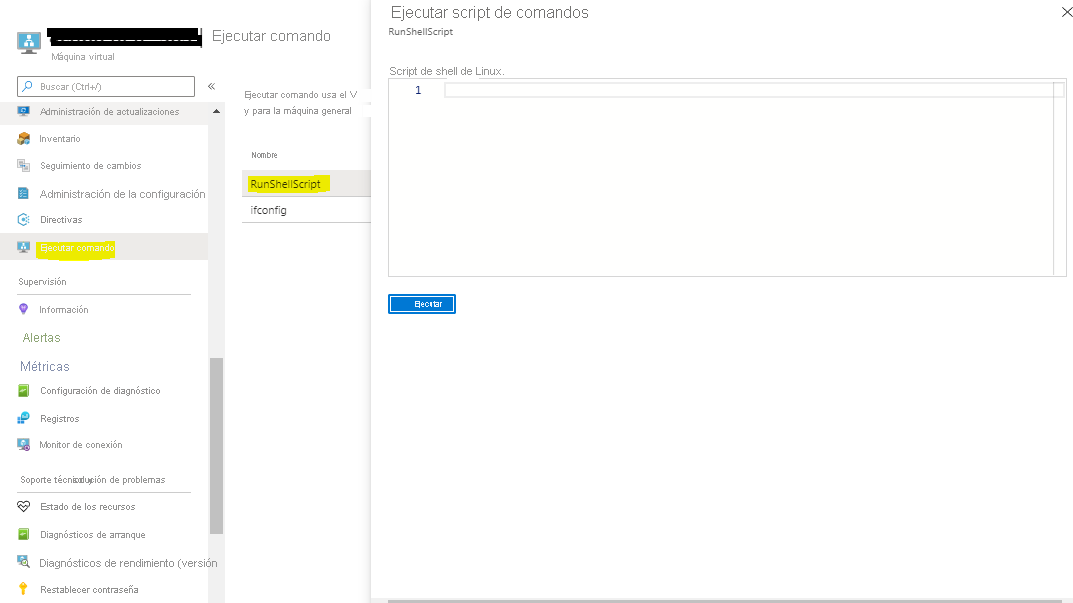 Ejecutar comando
Máquina virtual
Buscar (Ctrl+/)
«
Administración de actualizaciones
Inventario
Seguimiento de cambios
Administración de la configuración
Directivas
Ejecutar comando
Supervisión
Información
Alertas
Métricas
Configuración de diagnóstico
Registros
Monitor de conexión
Soporte de problemas
Estado de los recursos
Diagnósticos de arranque
Diagnósticos de rendimiento (versión
Restablecer contraseña
Ejecutar comando usa el V
y para la máquina general
Nombre
RunShellScript
ifconfig
Ejecutar script de comandos
RunShellScript
Script de shell de Linux.
1
Ejecutar